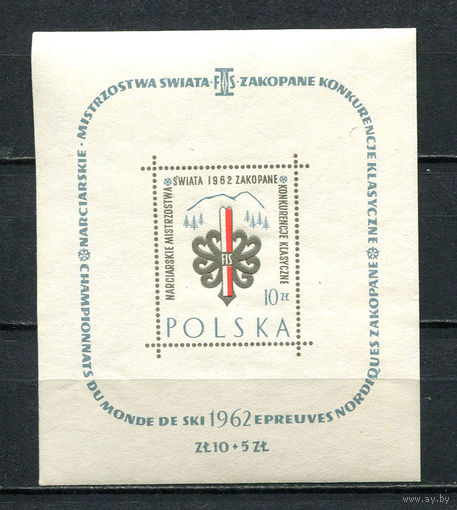 NARCIARSKIE · MISTRZOSTWA SWIATA · FIS · ZAKOPANE KONKURENCJE KLASYCZNE
CHAMPIONNATS DU MONDE DE SKI 1962 EPREUVES NORDIQUES ZAKOPANE
NARCIARSKIE MISTRZOSTWA
ŚWIATA 1962 ZAKOPANE
KONKURENCJE KLASYCZNE
FIS
10 ZŁ
POLSKA
ZŁ 10 + 5 ZŁ
www.ay.by